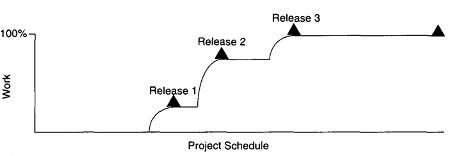 Release 3
Release 2
100%
Release 1
Work
Project Schedule